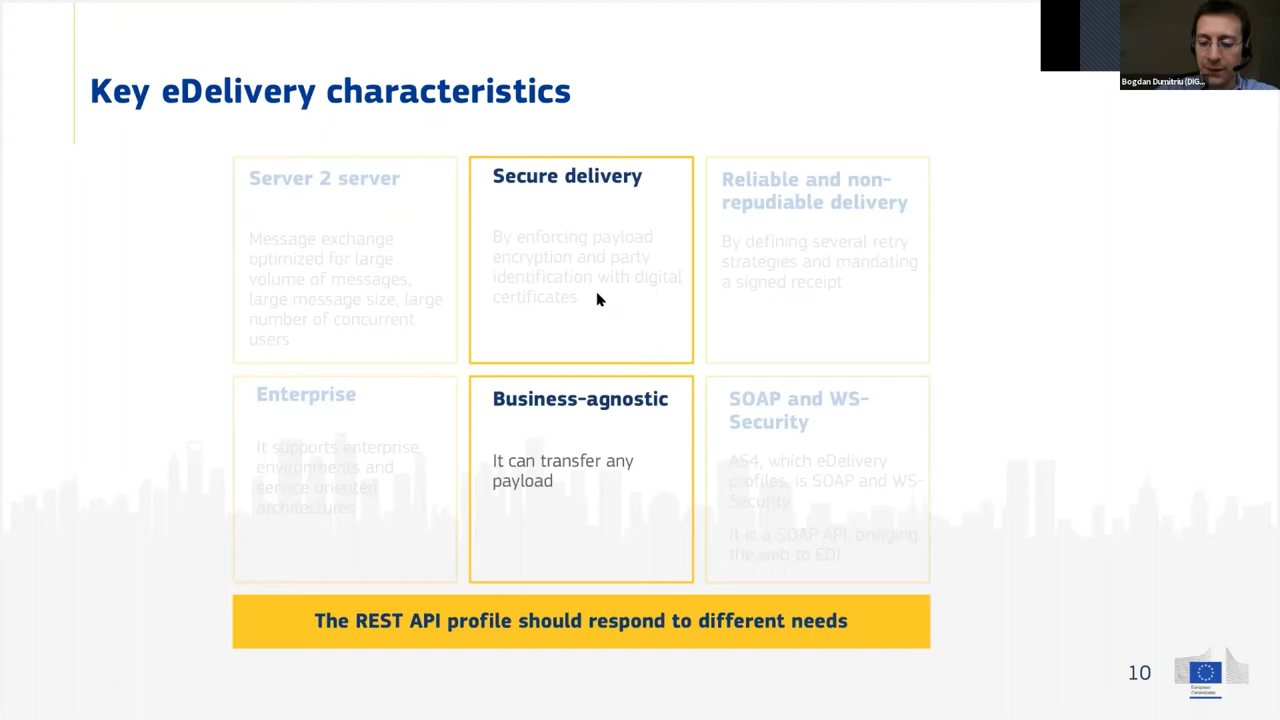 Key eDelivery characteristics
Bogdan Dumitriu (DIG...
Server 2 server
Message exchange
optimized for large
volume of messages,
large message size, large
number of concurrent
users
Secure delivery
By enforcing payload
encryption and party
identification with digital
certificates
Reliable and non-
repudiable delivery
By defining several retry
strategies and mandating
a signed receipt
Enterprise
It supports enterprise
environments and
service oriented
architectures
Business-agnostic
It can transfer any
payload
SOAP and WS-
Security
AS4, which eDelivery
profiles, is SOAP and WS-
Security
It is a SOAP API, bringing
the web to EDI
The REST API profile should respond to different needs
10
European
Commission